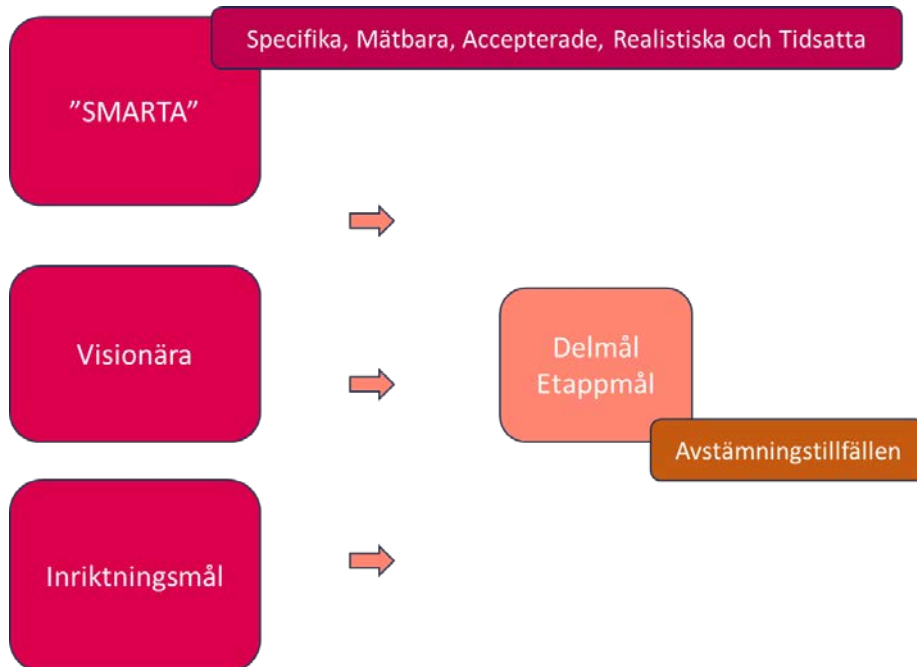 Specifika, Mätbara, Accepterade, Realistiska och Tidsatta
”SMARTA”
Visionära
Delmål
Etappmål
Avstämningstillfällen
Inriktningsmål